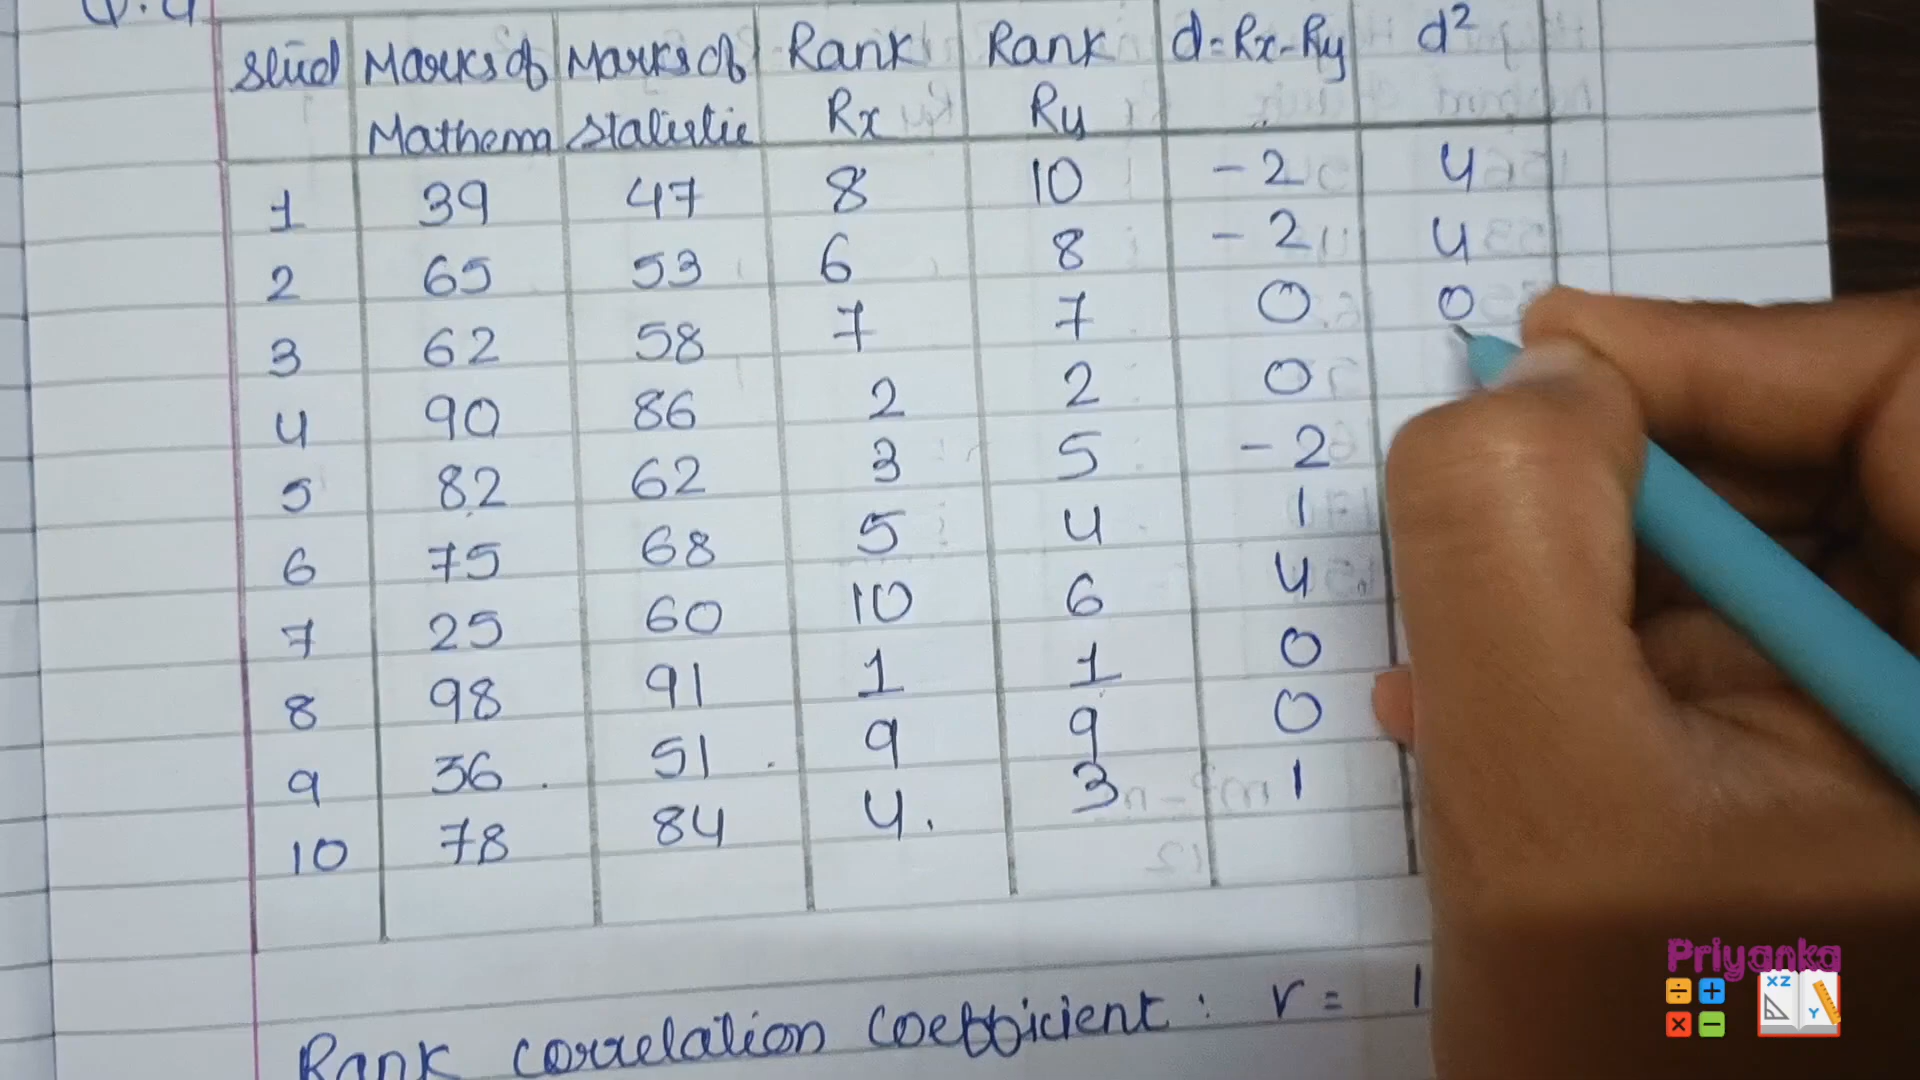 Stud Marks of Mathema Marks of Statistic Rank Rx Rank Ry d=Rx-Ry d²
1 39 47 8 10 -2 4
2 65 53 6 8 -2 4
3 62 58 7 7 0 0
4 90 86 2 2 0
5 82 62 3 5 -2
6 75 68 5 4 1
7 25 60 10 6 4
8 98 91 1 1 0
9 36 51 9 9 0
10 78 84 4 3 1
Rank correlation coefficient : r = 1
Priyanka
XZ
Y